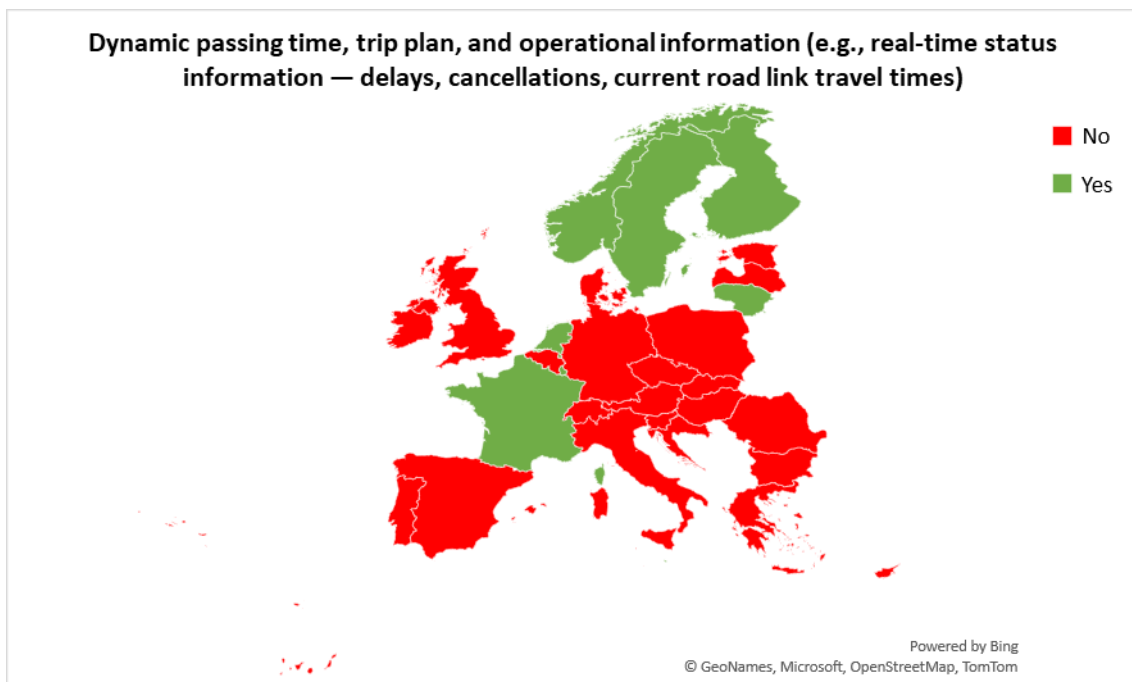 Dynamic passing time, trip plan, and operational information (e.g., real-time status
information — delays, cancellations, current road link travel times)
No
Yes
Powered by Bing
© GeoNames, Microsoft, OpenStreetMap, TomTom